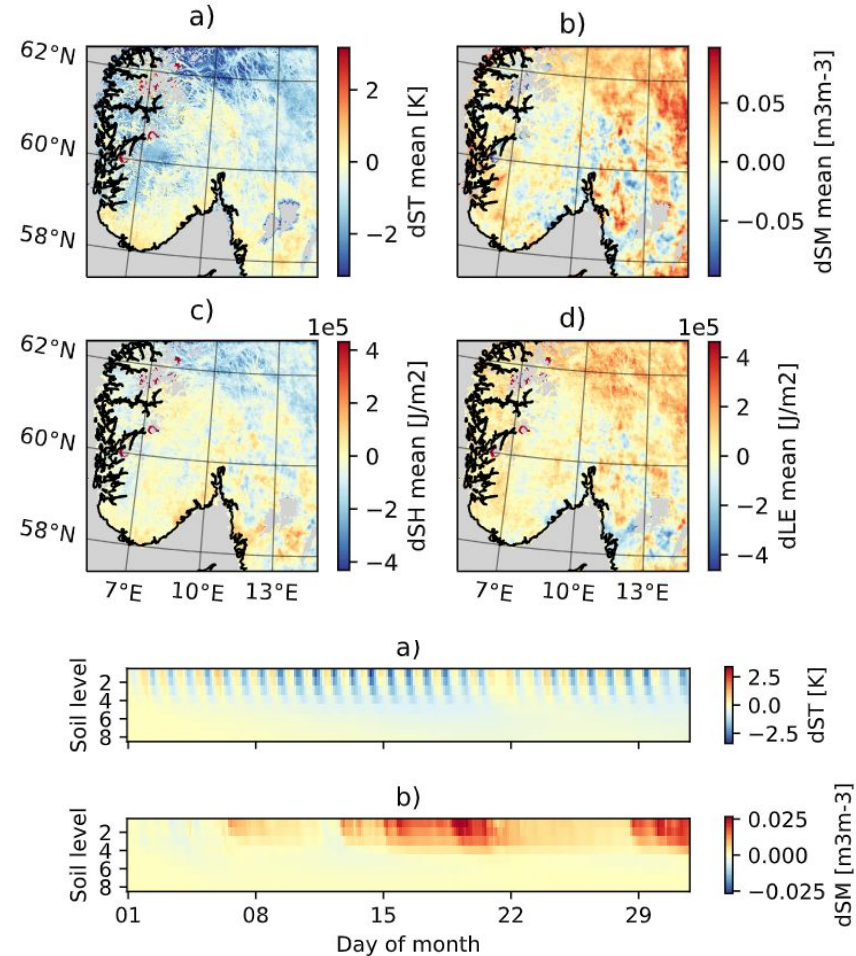 a)
b)
62°N
60°N
58°N
2
0
−2
dST mean [K]
0.05
0.00
−0.05
dSM mean [m3m-3]
c)
1e5
d)
1e5
62°N
60°N
58°N
7°E
10°E
13°E
4
2
0
−2
−4
dSH mean [J/m2]
7°E
10°E
13°E
4
2
0
−2
−4
dLE mean [J/m2]
a)
Soil level
2
4
6
8
2.5
0.0
−2.5
dST [K]
b)
Soil level
2
4
6
8
01
08
15
22
29
Day of month
0.025
0.000
−0.025
dSM [m3m-3]